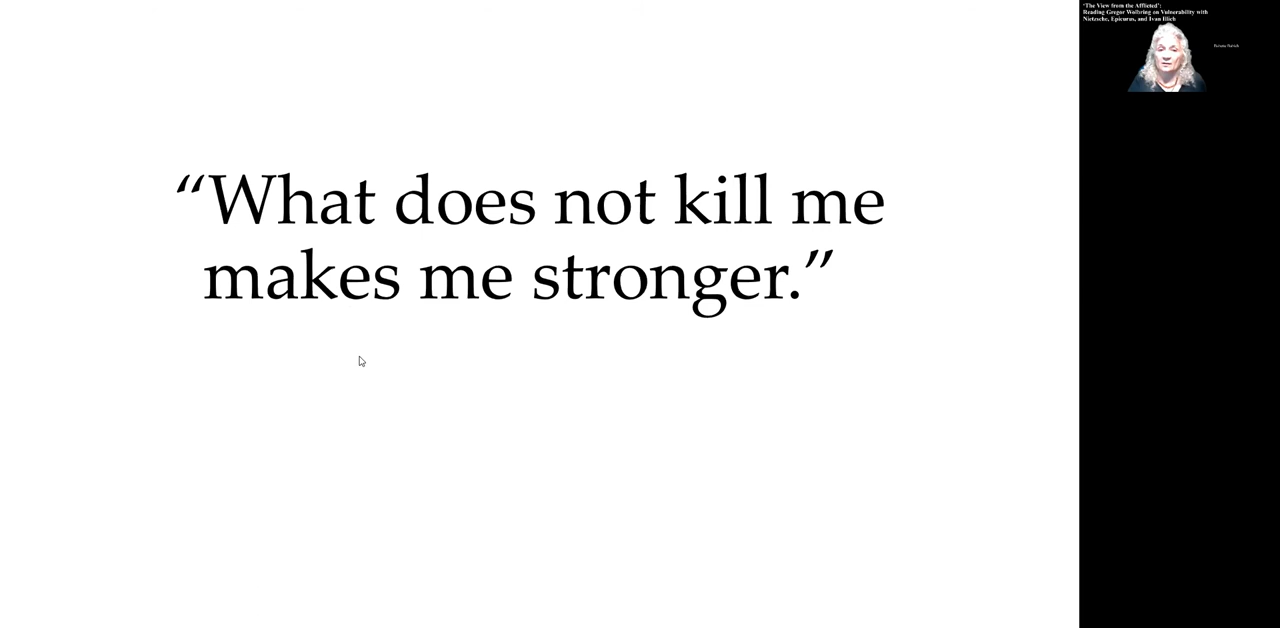 “What does not kill me
makes me stronger.”
‘The View from the Afflicted’:
Reading Gregor Wolbring on Vulnerability with
Nietzsche, Epicurus, and Ivan Illich